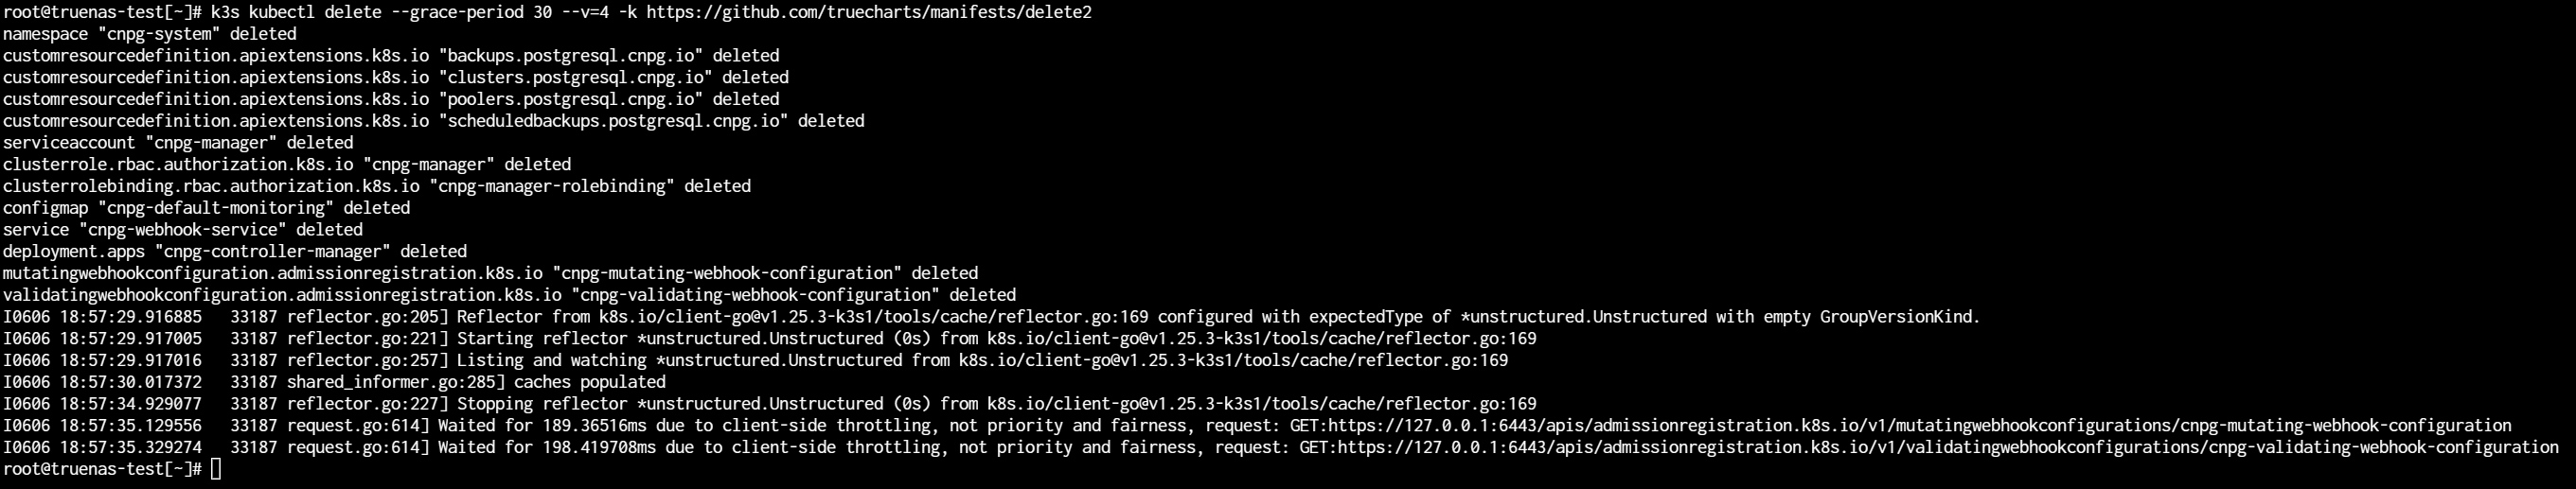 root@truenas-test[~]# k3s kubectl delete --grace-period 30 --v=4 -k https://github.com/truecharts/manifests/delete2
namespace "cnpg-system" deleted
customresourcedefinition.apiextensions.k8s.io "backups.postgresql.cnpg.io" deleted
customresourcedefinition.apiextensions.k8s.io "clusters.postgresql.cnpg.io" deleted
customresourcedefinition.apiextensions.k8s.io "poolers.postgresql.cnpg.io" deleted
customresourcedefinition.apiextensions.k8s.io "scheduledbackups.postgresql.cnpg.io" deleted
serviceaccount "cnpg-manager" deleted
clusterrole.rbac.authorization.k8s.io "cnpg-manager" deleted
clusterrolebinding.rbac.authorization.k8s.io "cnpg-manager-rolebinding" deleted
configmap "cnpg-default-monitoring" deleted
service "cnpg-webhook-service" deleted
deployment.apps "cnpg-controller-manager" deleted
mutatingwebhookconfiguration.admissionregistration.k8s.io "cnpg-mutating-webhook-configuration" deleted
validatingwebhookconfiguration.admissionregistration.k8s.io "cnpg-validating-webhook-configuration" deleted
I0606 18:57:29.916885   33187 reflector.go:205] Reflector from k8s.io/client-go@v1.25.3-k3s1/tools/cache/reflector.go:169 configured with expectedType of *unstructured.Unstructured with empty GroupVersionKind.
I0606 18:57:29.917005   33187 reflector.go:221] Starting reflector *unstructured.Unstructured (0s) from k8s.io/client-go@v1.25.3-k3s1/tools/cache/reflector.go:169
I0606 18:57:29.917016   33187 reflector.go:257] Listing and watching *unstructured.Unstructured from k8s.io/client-go@v1.25.3-k3s1/tools/cache/reflector.go:169
I0606 18:57:30.017372   33187 shared_informer.go:285] caches populated
I0606 18:57:34.929077   33187 reflector.go:227] Stopping reflector *unstructured.Unstructured (0s) from k8s.io/client-go@v1.25.3-k3s1/tools/cache/reflector.go:169
I0606 18:57:35.129556   33187 request.go:614] Waited for 189.36516ms due to client-side throttling, not priority and fairness, request: GET:https://127.0.0.1:6443/apis/admissionregistration.k8s.io/v1/mutatingwebhookconfigurations/cnpg-mutating-webhook-configuration
I0606 18:57:35.329274   33187 request.go:614] Waited for 198.419708ms due to client-side throttling, not priority and fairness, request: GET:https://127.0.0.1:6443/apis/admissionregistration.k8s.io/v1/validatingwebhookconfigurations/cnpg-validating-webhook-configuration
root@truenas-test[~]#